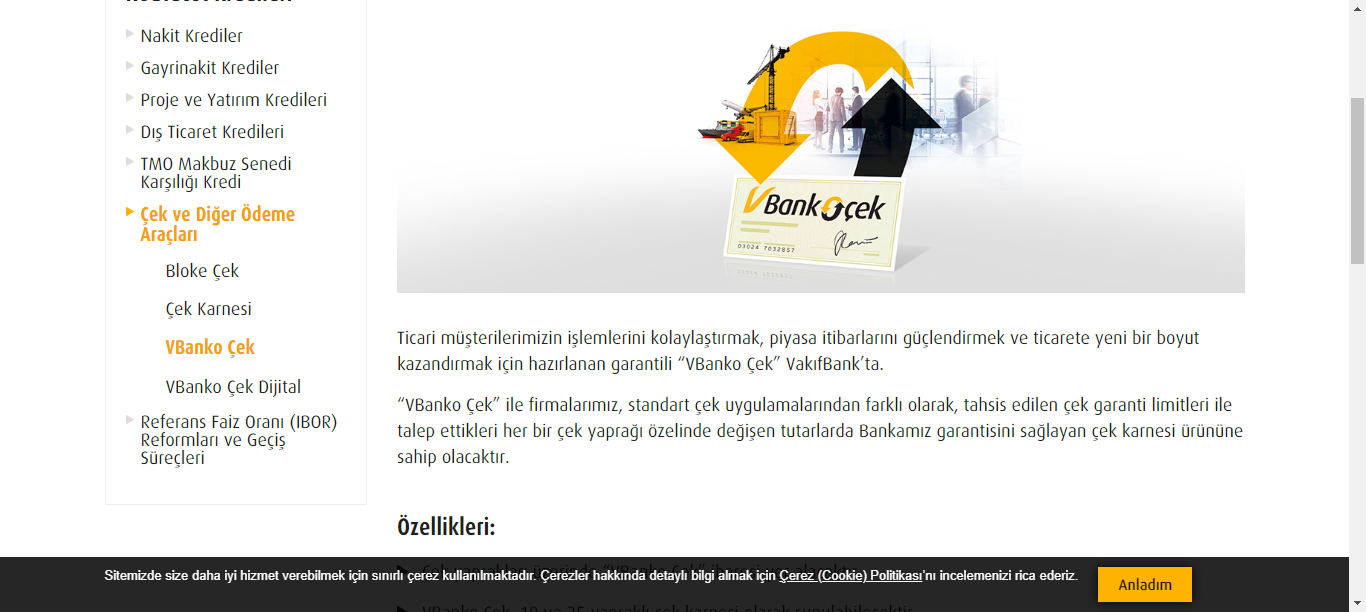 Nakit Krediler
Gayrinakit Krediler
Proje ve Yatırım Kredileri
Dış Ticaret Kredileri
TMO Makbuz Senedi
Karşılığı Kredi
Çek ve Diğer Ödeme
Araçları
Bloke Çek
Çek Karnesi
VBanko Çek
VBanko Çek Dijital
Referans Faiz Oranı (IBOR)
Reformları ve Geçiş
Süreçleri
VBanko çek
03024 7032857
Ticari müşterilerimizin işlemlerini kolaylaştırmak, piyasa itibarlarını güçlendirmek ve ticarete yeni bir boyut
kazandırmak için hazırlanan garantili “VBanko Çek” VakıfBank’ta.
“VBanko Çek” ile firmalarımız, standart çek uygulamalarından farklı olarak, tahsis edilen çek garanti limitleri ile
talep ettikleri her bir çek yaprağı özelinde değişen tutarlarda Bankamız garantisini sağlayan çek karnesi ürününe
sahip olacaktır.
Özellikleri:
Sitemizde size daha iyi hizmet verebilmek için sınırlı çerez kullanılmaktadır. Çerezler hakkında detaylı bilgi almak için Çerez (Cookie) Politikası'nı incelemenizi rica ederiz.
Anladım